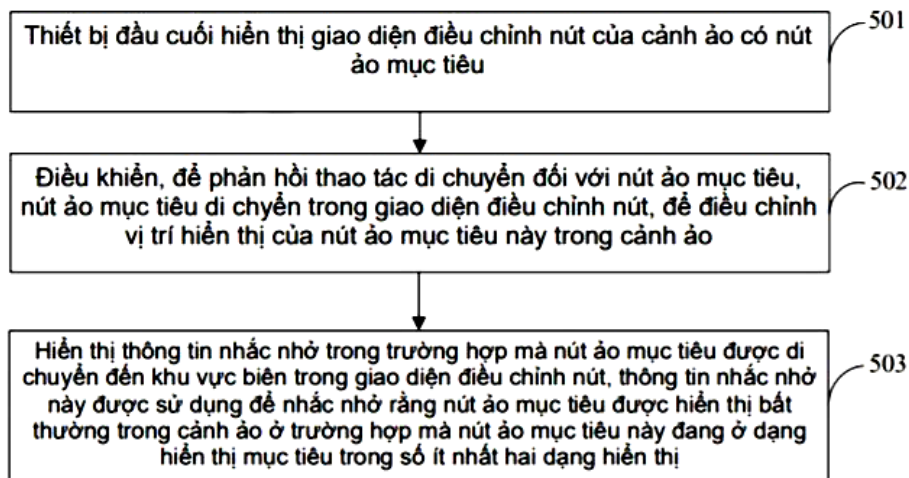 Thiết bị đầu cuối hiển thị giao diện điều chỉnh nút của cảnh ảo có nút
ảo mục tiêu
501
Điều khiển, để phản hồi thao tác di chuyển đối với nút ảo mục tiêu,
nút ảo mục tiêu di chyển trong giao diện điều chỉnh nút, để điều chỉnh
vị trí hiển thị của nút ảo mục tiêu này trong cảnh ảo
502
Hiển thị thông tin nhắc nhở trong trường hợp mà nút ảo mục tiêu được di
chuyển đến khu vực biên trong giao diện điều chỉnh nút, thông tin nhắc nhở
này được sử dụng để nhắc nhở rằng nút ảo mục tiêu được hiển thị bất
thường trong cảnh ảo ở trường hợp mà nút ảo mục tiêu này đang ở dạng
hiển thị mục tiêu trong số ít nhất hai dạng hiển thị
503